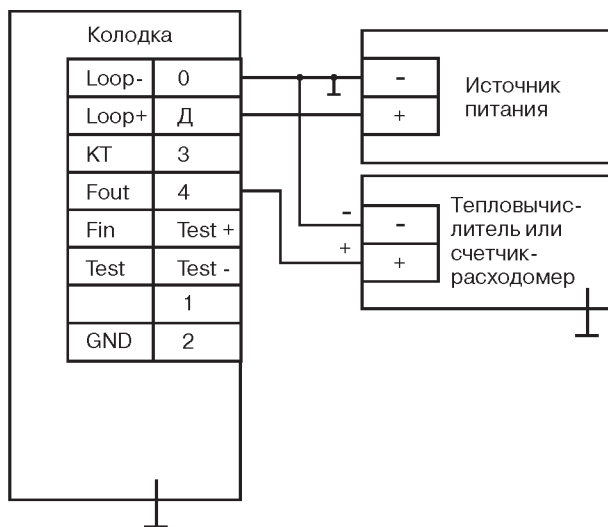 Колодка
Loop- 0
Loop+ Д
КТ 3
Fout 4
Fin Test +
Test Test -
1
GND 2
-
+
Источник
питания
-
+
-
+
Тепловычис-
литель или
счетчик-
расходомер